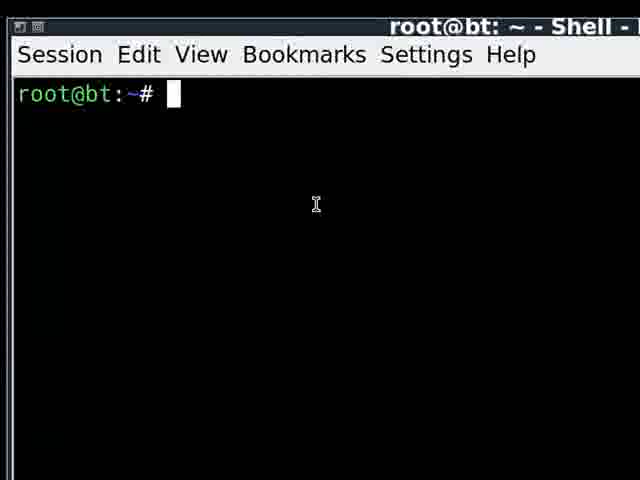 root@bt: ~ - Shell -
Session Edit View Bookmarks Settings Help
root@bt:~#